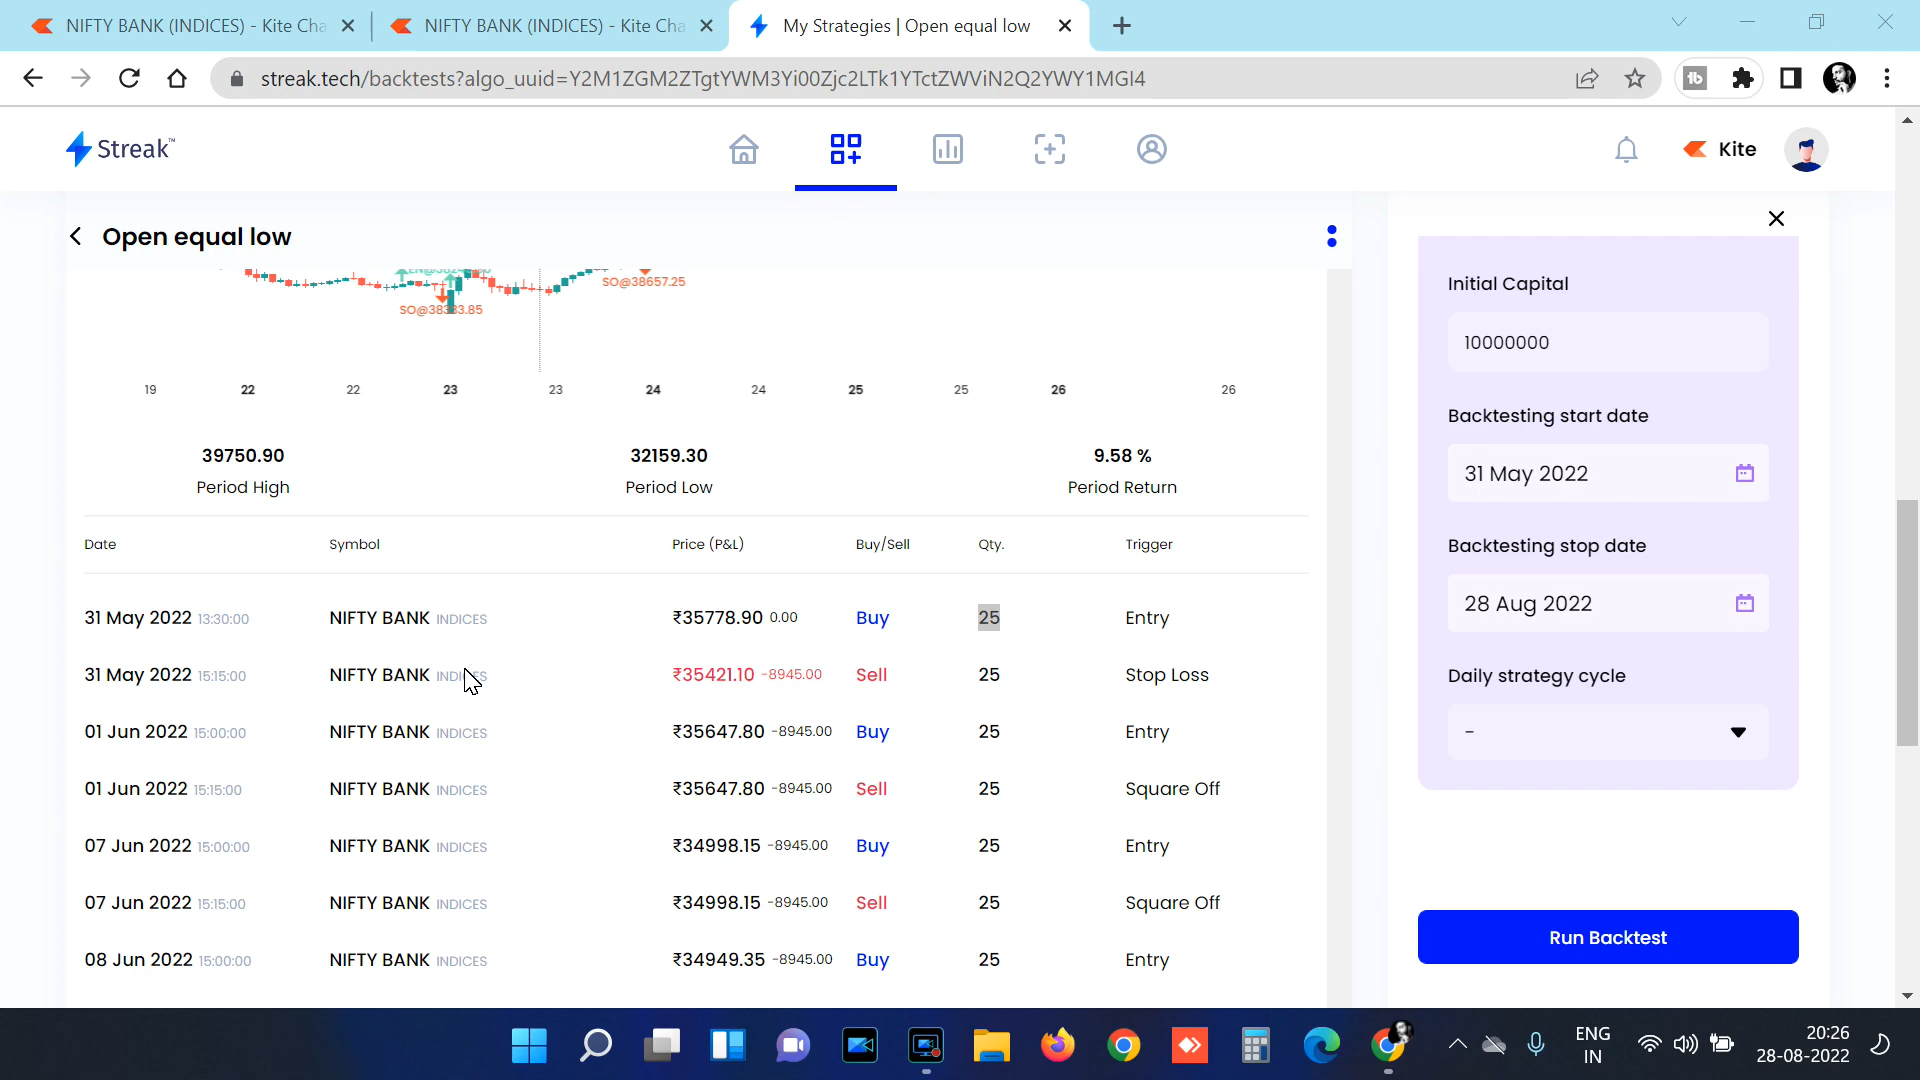 NIFTY BANK (INDICES) - Kite Cha
NIFTY BANK (INDICES) - Kite Cha
My Strategies | Open equal low
streak.tech/backtests?algo_uuid=Y2M1ZGM2ZTgtYWM3Yi00Zjc2LTk1YTctZWViN2Q2YWY1MGI4
Streak™
Kite
Open equal low
SO@38657.25
19 22 22 23 23 24 24 25 25 26 26
39750.90 32159.30 9.58 %
Period High Period Low Period Return
Date Symbol Price (P&L) Buy/Sell Qty. Trigger
31 May 2022 13:30:00 NIFTY BANK INDICES ₹35778.90 0.00 Buy 25 Entry
31 May 2022 15:15:00 NIFTY BANK INDICES ₹35421.10 -8945.00 Sell 25 Stop Loss
01 Jun 2022 15:00:00 NIFTY BANK INDICES ₹35647.80 -8945.00 Buy 25 Entry
01 Jun 2022 15:15:00 NIFTY BANK INDICES ₹35647.80 -8945.00 Sell 25 Square Off
07 Jun 2022 15:00:00 NIFTY BANK INDICES ₹34998.15 -8945.00 Buy 25 Entry
07 Jun 2022 15:15:00 NIFTY BANK INDICES ₹34998.15 -8945.00 Sell 25 Square Off
08 Jun 2022 15:00:00 NIFTY BANK INDICES ₹34949.35 -8945.00 Buy 25 Entry
Initial Capital
10000000
Backtesting start date
31 May 2022
Backtesting stop date
28 Aug 2022
Daily strategy cycle
-
Run Backtest
ENG
IN
20:26
28-08-2022